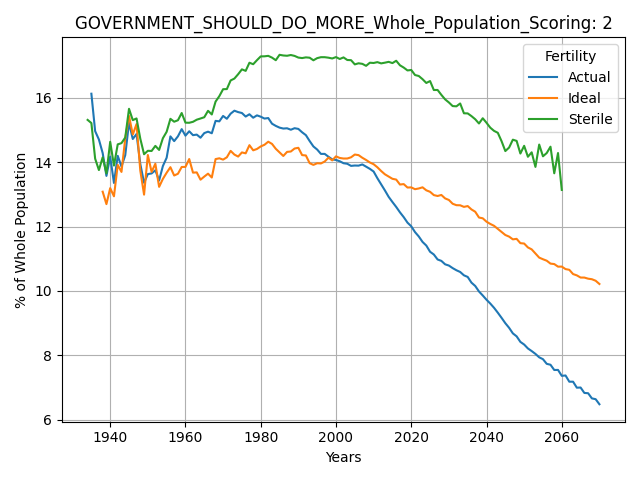 GOVERNMENT_SHOULD_DO_MORE_Whole_Population_Scoring: 2
Fertility
Actual
Ideal
Sterile
% of Whole Population
16
14
12
10
8
6
1940 1960 1980 2000 2020 2040 2060
Years